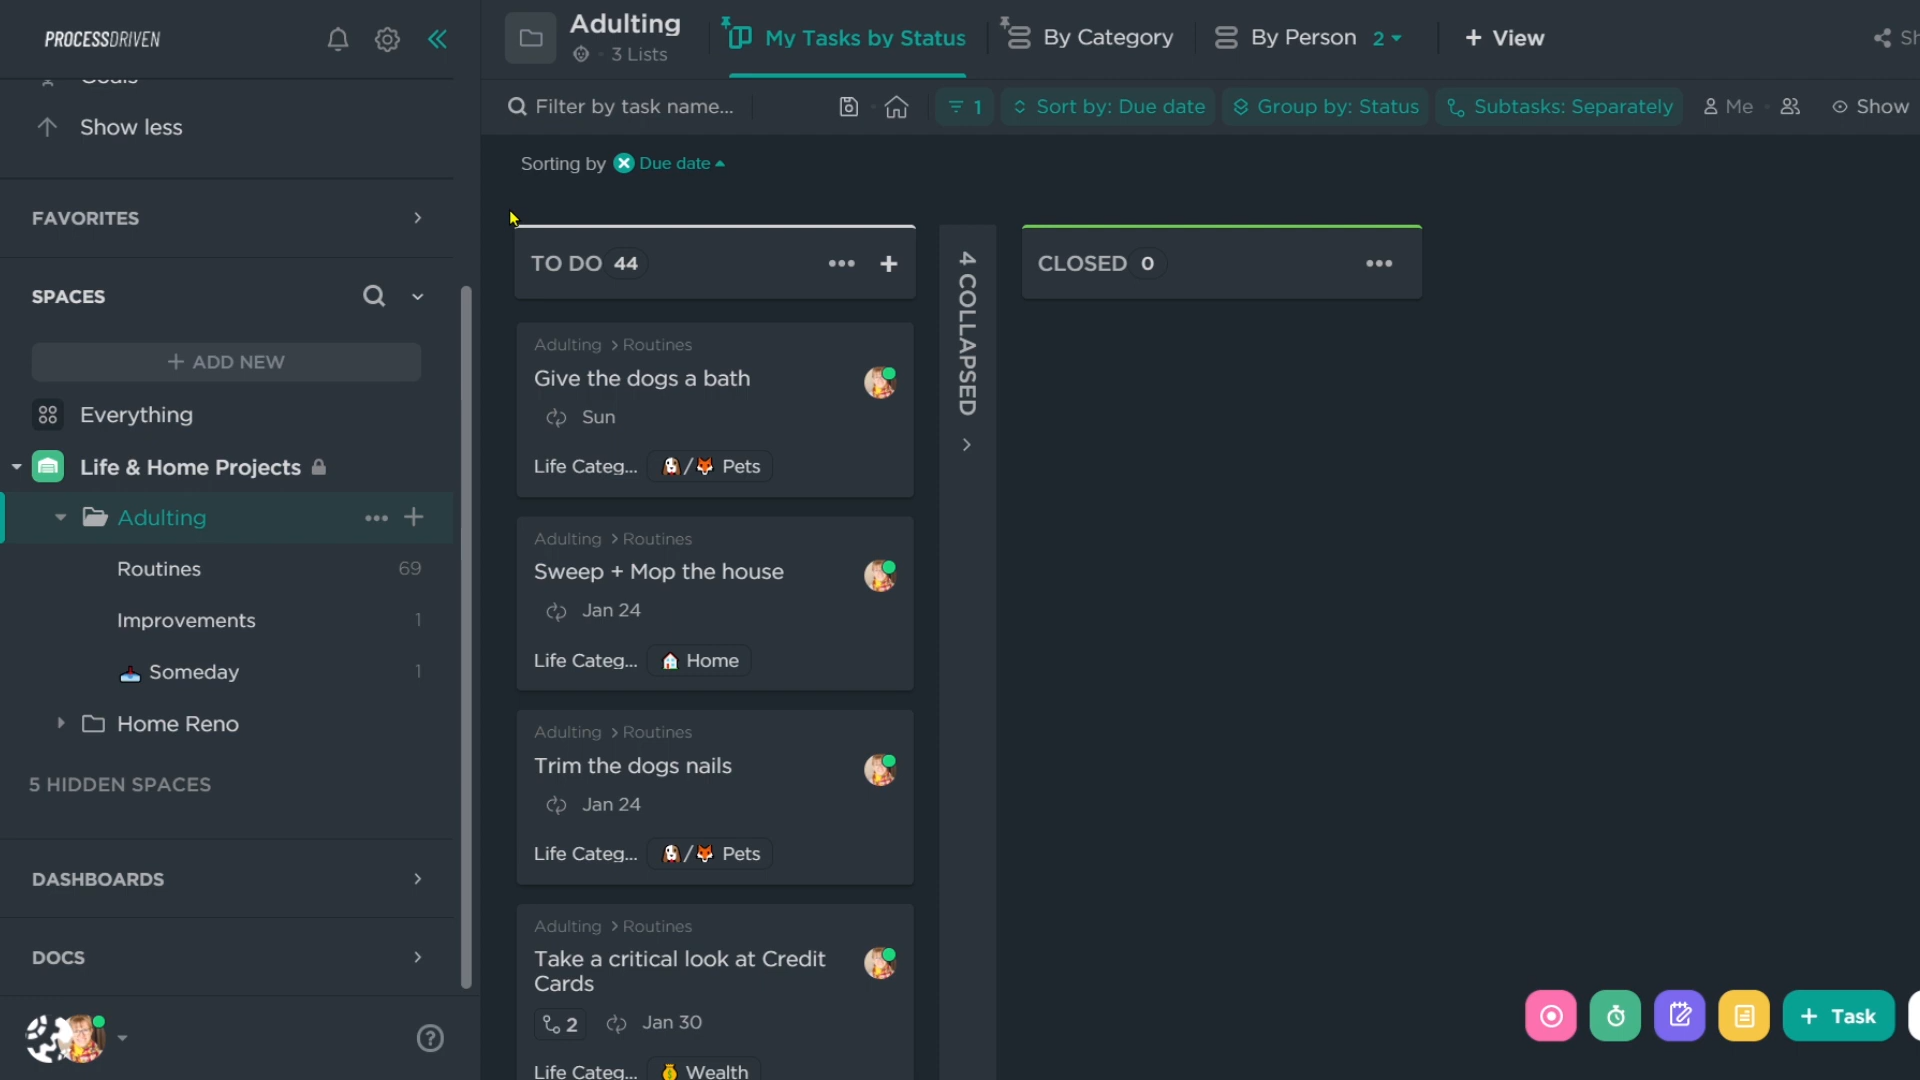 PROCESSDRIVEN
Goals
Show less
FAVORITES
SPACES
+ ADD NEW
Everything
Life & Home Projects
Adulting
Routines 69
Improvements 1
Someday 1
Home Reno
5 HIDDEN SPACES
DASHBOARDS
DOCS
Adulting
3 Lists
My Tasks by Status
By Category
By Person 2
+ View
Sh
Filter by task name...
1
Sort by: Due date
Group by: Status
Subtasks: Separately
Me
Show
Sorting by Due date
TO DO 44
Adulting > Routines
Give the dogs a bath
Sun
Life Categ... / Pets
Adulting > Routines
Sweep + Mop the house
Jan 24
Life Categ... Home
Adulting > Routines
Trim the dogs nails
Jan 24
Life Categ... / Pets
Adulting > Routines
Take a critical look at Credit
Cards
2 Jan 30
Life Categ... Wealth
4 COLLAPSED
CLOSED 0
+ Task